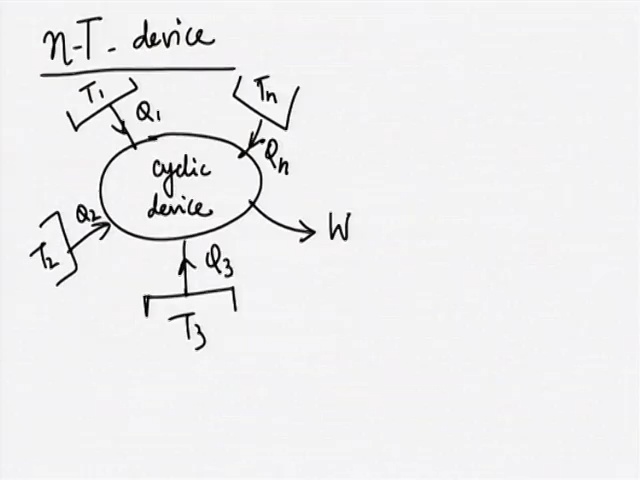 n-T- device
T1
Tn
Q1
Qn
cyclic
device
Q2
W
T2
Q3
T3